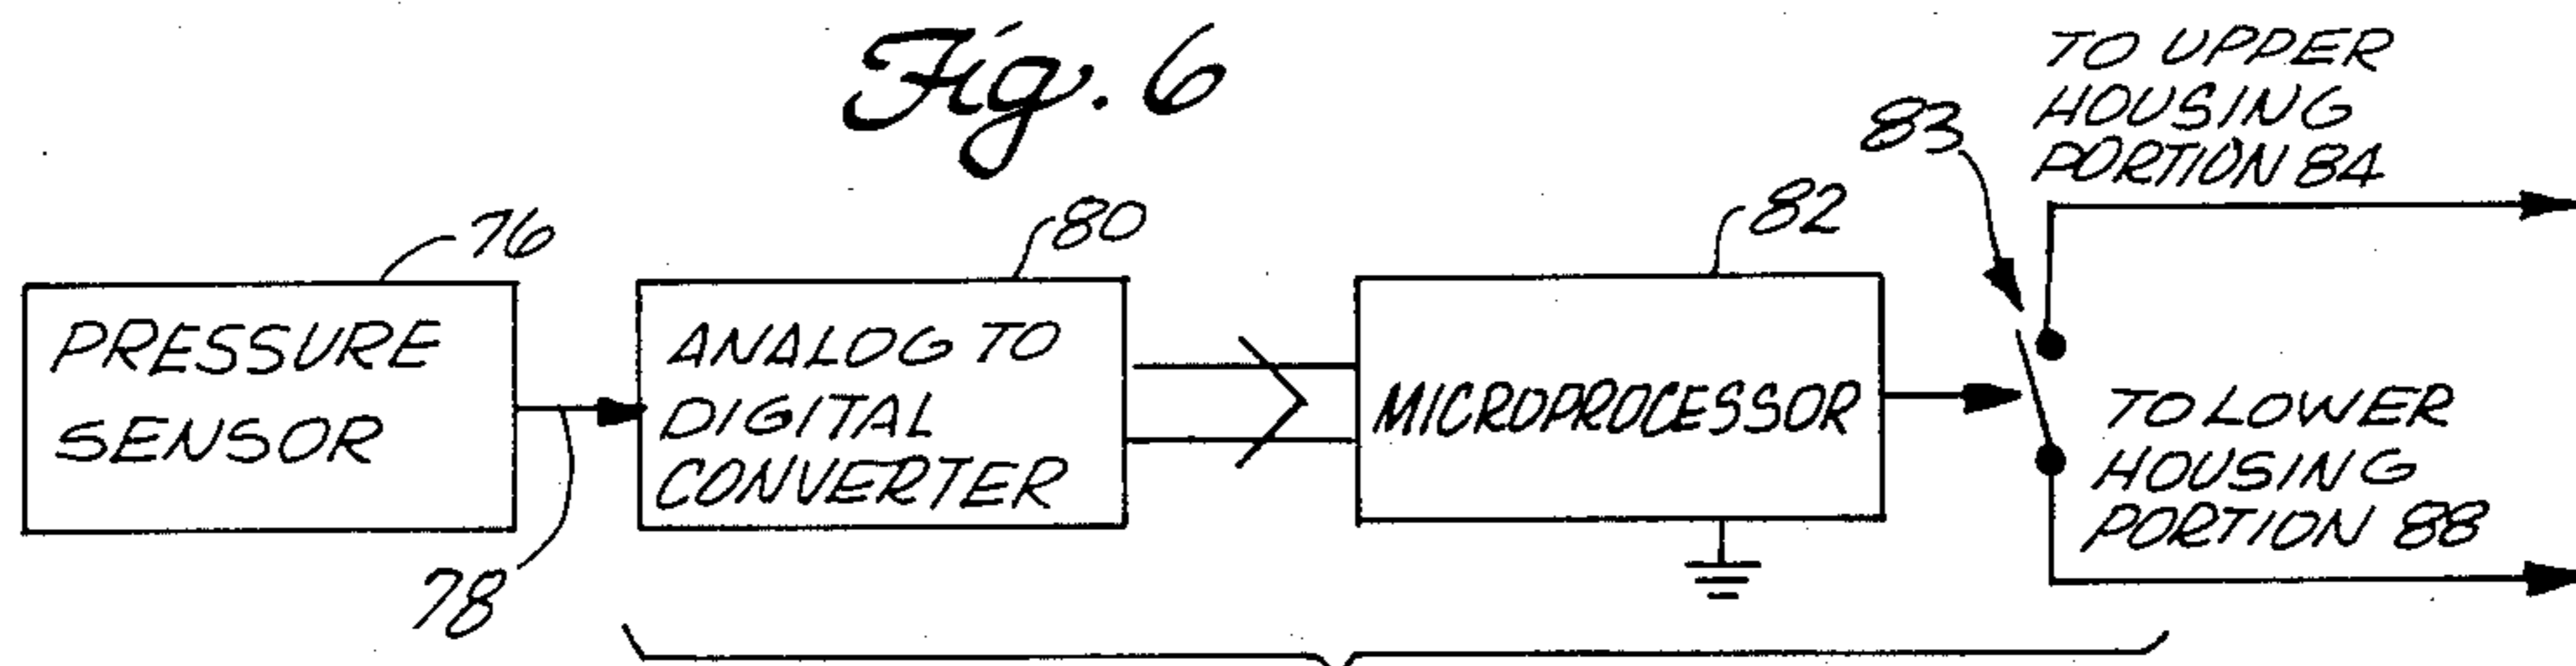 Fig. 6
TO UPPER
HOUSING
PORTION 84
83
76
80
82
PRESSURE
SENSOR
ANALOG TO
DIGITAL
CONVERTER
MICROPROCESSOR
TO LOWER
HOUSING
PORTION 88
78